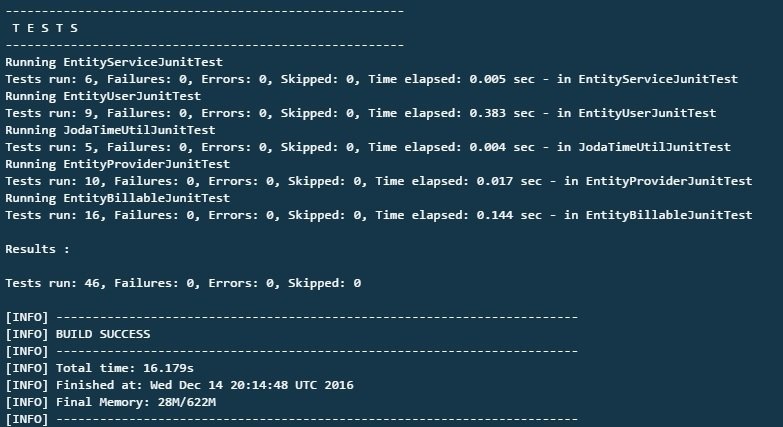 -------------------------------------------------------
 T E S T S
-------------------------------------------------------
Running EntityServiceJunitTest
Tests run: 6, Failures: 0, Errors: 0, Skipped: 0, Time elapsed: 0.005 sec - in EntityServiceJunitTest
Running EntityUserJunitTest
Tests run: 9, Failures: 0, Errors: 0, Skipped: 0, Time elapsed: 0.383 sec - in EntityUserJunitTest
Running JodaTimeUtilJunitTest
Tests run: 5, Failures: 0, Errors: 0, Skipped: 0, Time elapsed: 0.004 sec - in JodaTimeUtilJunitTest
Running EntityProviderJunitTest
Tests run: 10, Failures: 0, Errors: 0, Skipped: 0, Time elapsed: 0.017 sec - in EntityProviderJunitTest
Running EntityBillableJunitTest
Tests run: 16, Failures: 0, Errors: 0, Skipped: 0, Time elapsed: 0.144 sec - in EntityBillableJunitTest
Results :
Tests run: 46, Failures: 0, Errors: 0, Skipped: 0
[INFO] ------------------------------------------------------------------------
[INFO] BUILD SUCCESS
[INFO] ------------------------------------------------------------------------
[INFO] Total time: 16.179s
[INFO] Finished at: Wed Dec 14 20:14:48 UTC 2016
[INFO] Final Memory: 28M/622M
[INFO] ------------------------------------------------------------------------